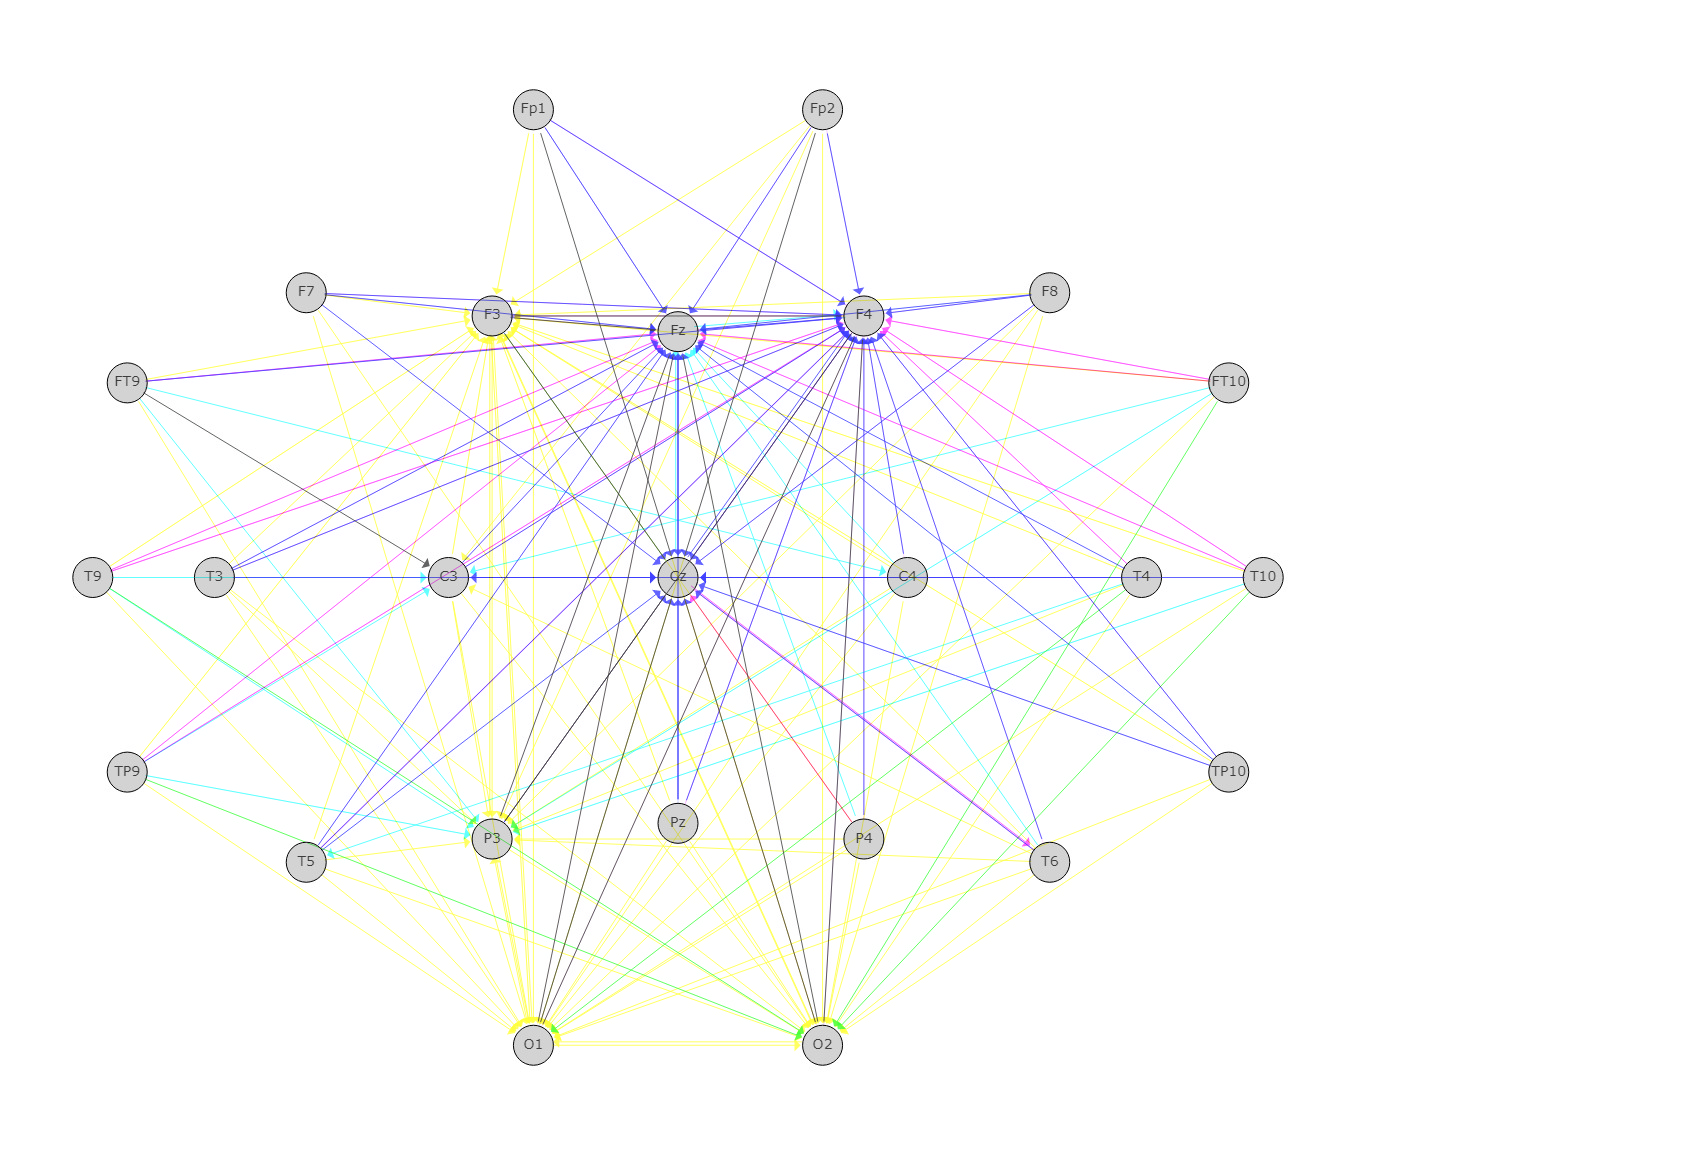 Fp1 Fp2
F7 F3 Fz F4 F8
FT9 FT10
T9 T3 C3 Cz C4 T4 T10
TP9 TP10
T5 P3 Pz P4 T6
O1 O2